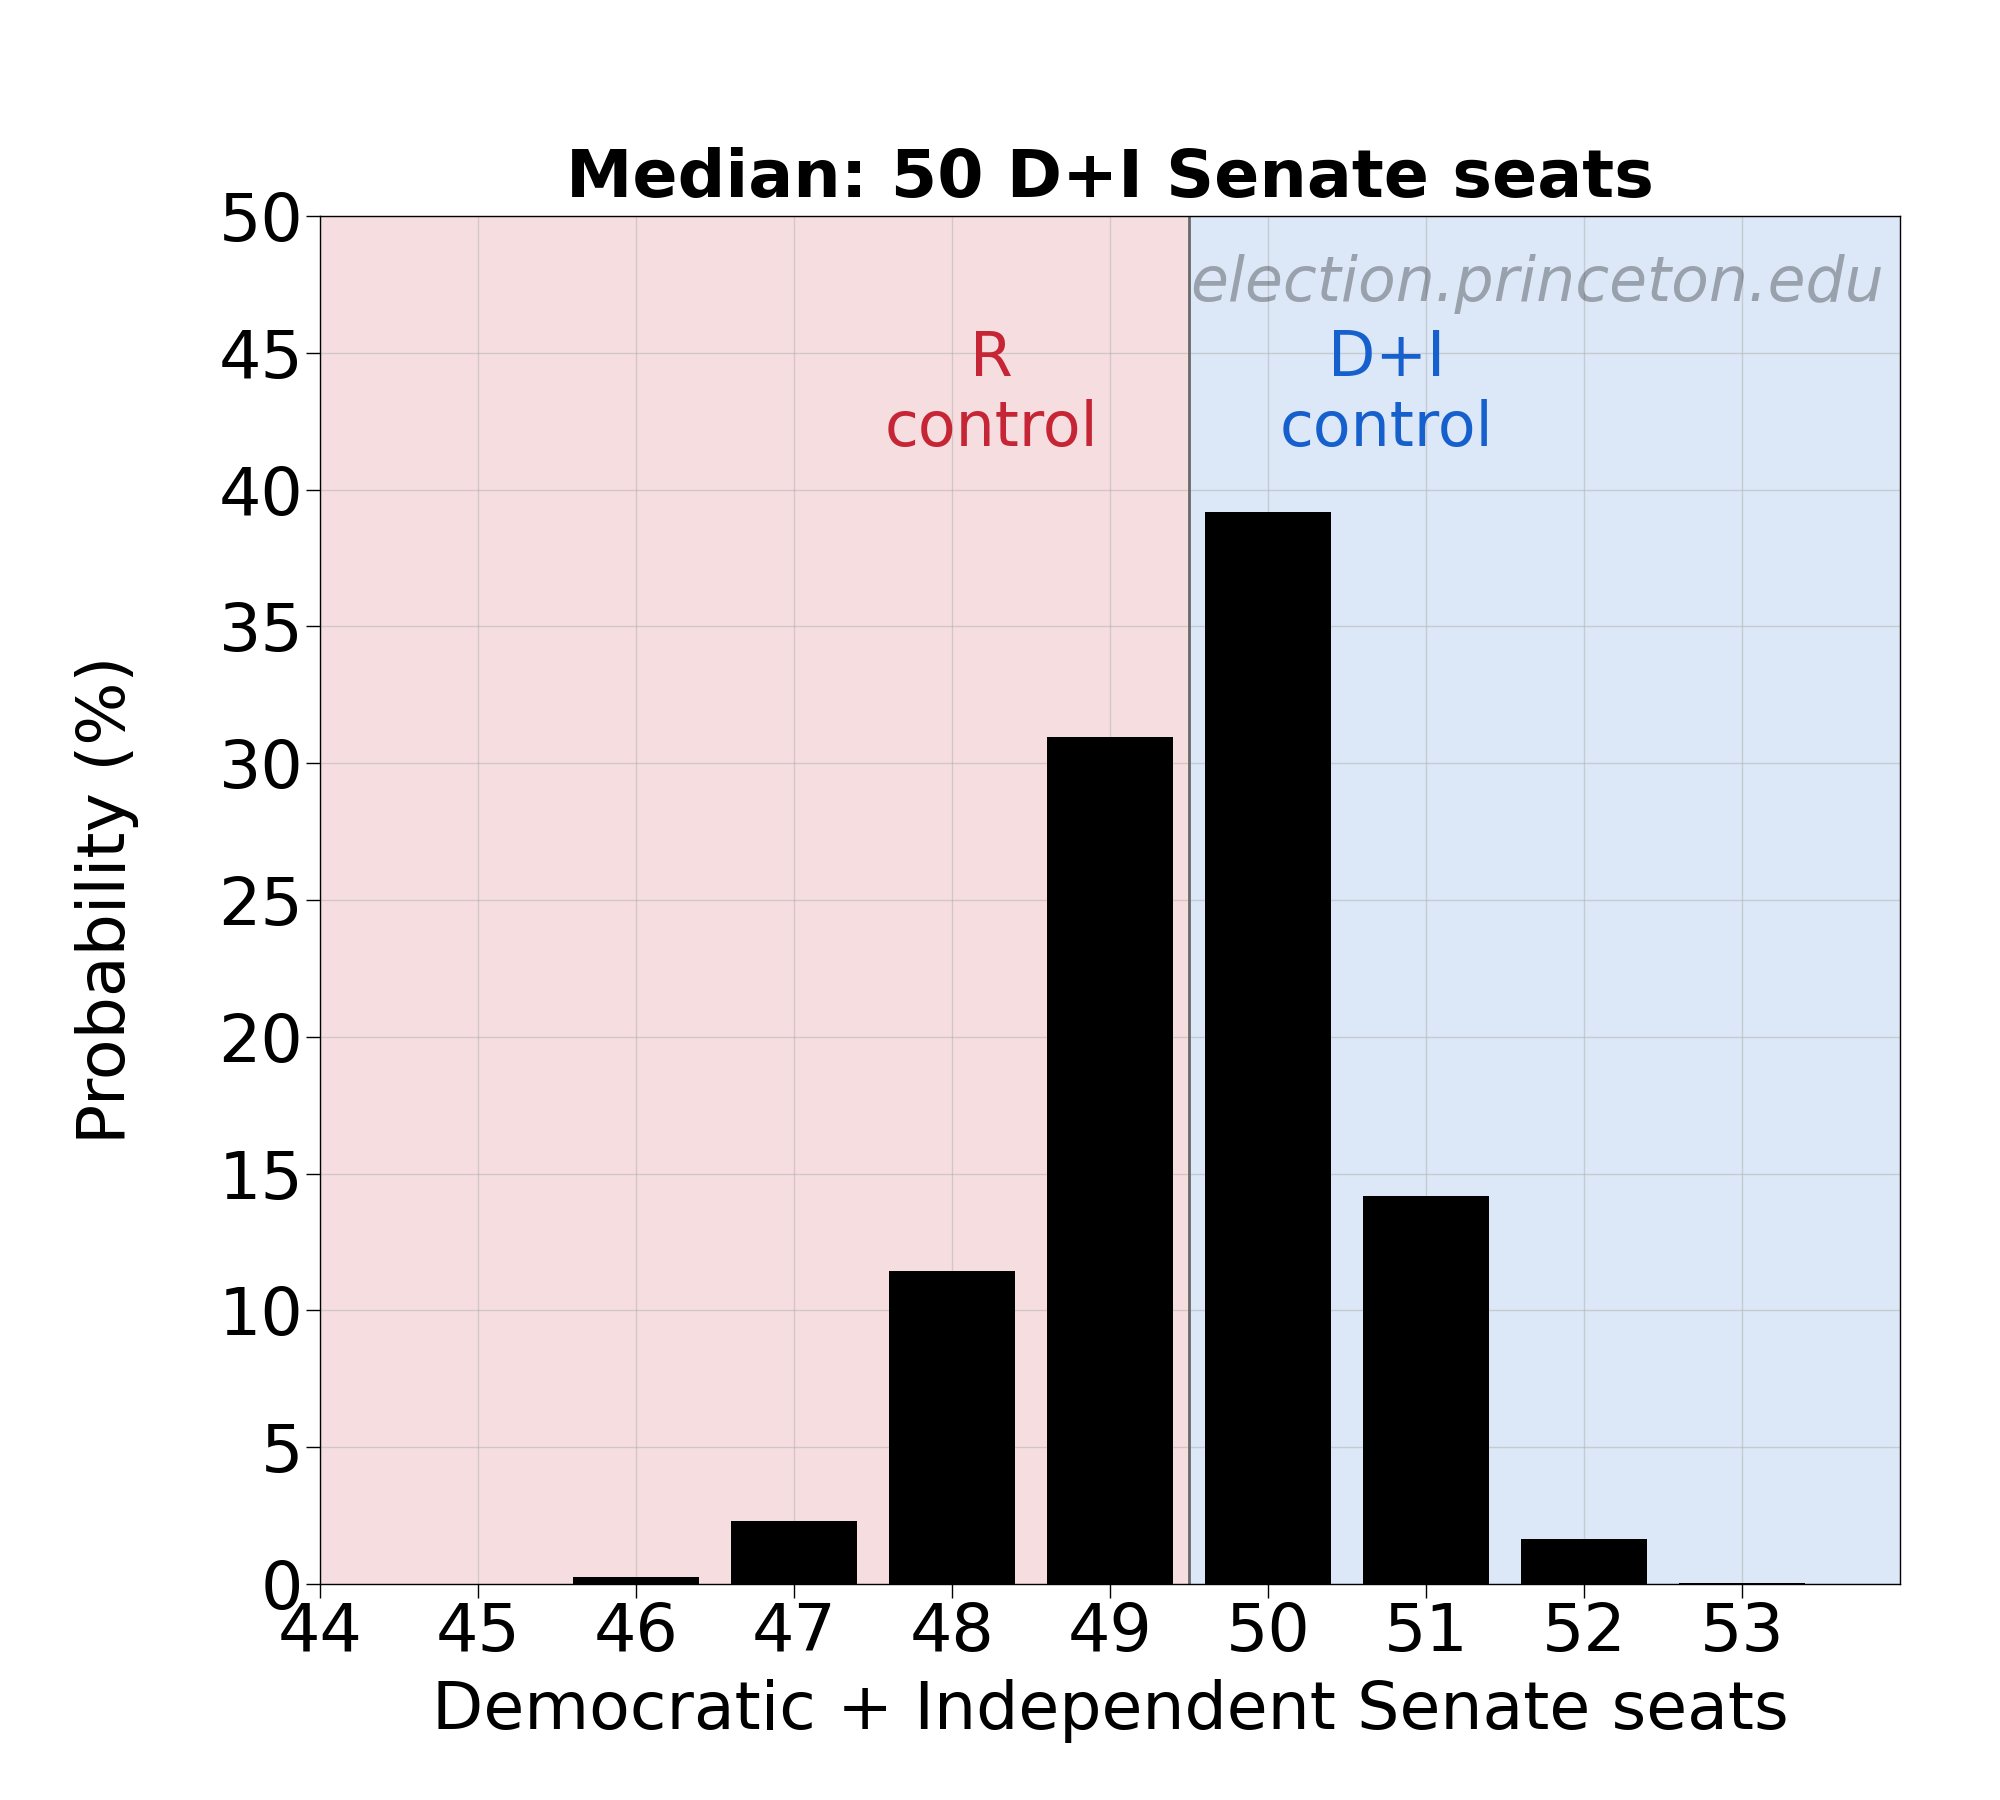 Median: 50 D+I Senate seats
election.princeton.edu
R
control
D+I
control
Probability (%)
50
45
40
35
30
25
20
15
10
5
0
44 45 46 47 48 49 50 51 52 53
Democratic + Independent Senate seats